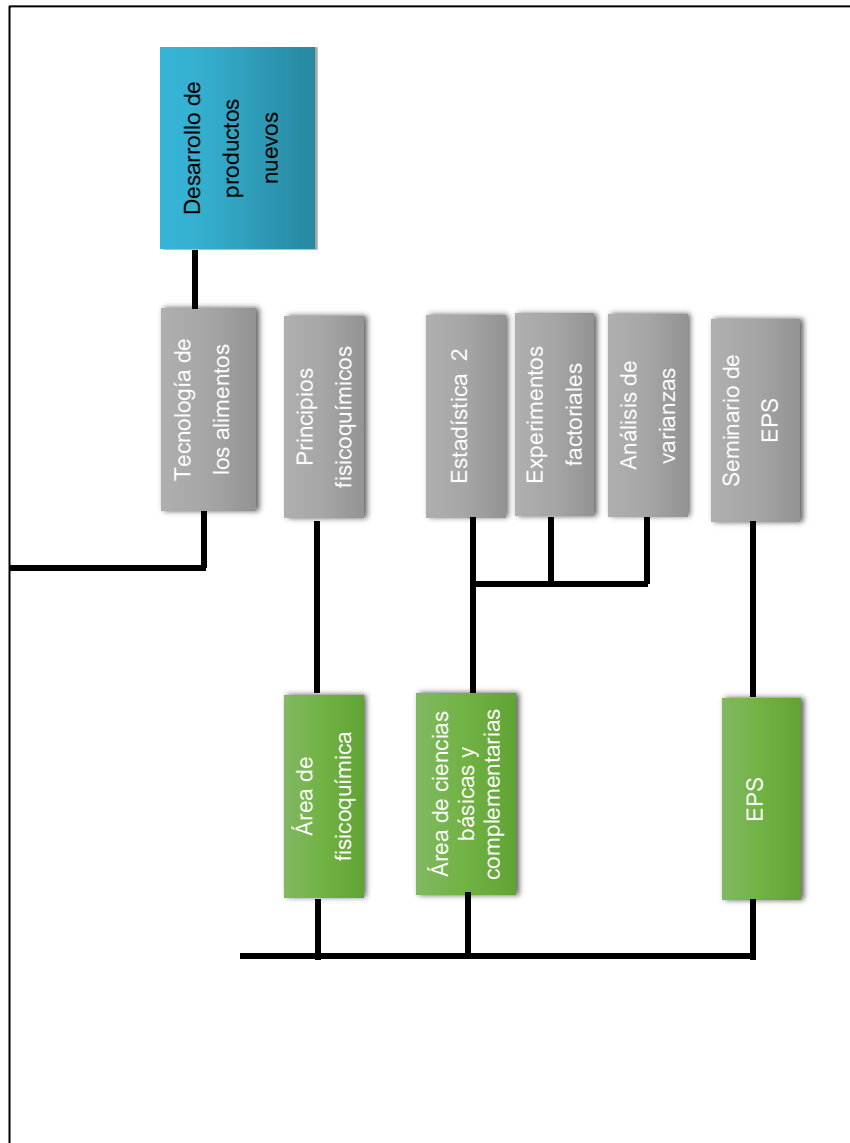 Desarrollo de
productos
nuevos
Tecnología de
los alimentos
Principios
fisicoquímicos
Estadística 2
Experimentos
factoriales
Análisis de
varianzas
Seminario de
EPS
Área de
fisicoquímica
Área de ciencias
básicas y
complementarias
EPS